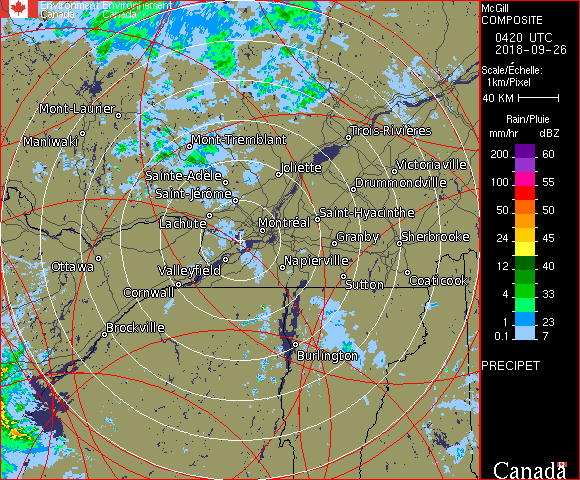 Environment Environnement
Canada Canada
McGill
COMPOSITE
0420 UTC
2018-09-26
Scale/Échelle:
1km/Pixel
40 KM
Rain/Pluie
mm/hr dBZ
200 60
100 55
75 53
50 50
24 45
12 40
4 33
1 23
0.1 7
PRECIPET
Canada
Mont-Laurier
Maniwaki
Mont-Tremblant
Trois-Rivières
Joliette
Victoriaville
Sainte-Adèle
Drummondville
Saint-Jérôme
Lachute
Saint-Hyacinthe
Montréal
Granby
Sherbrooke
Ottawa
Valleyfield
Napierville
Cornwall
Sutton
Coaticook
Brockville
Burlington